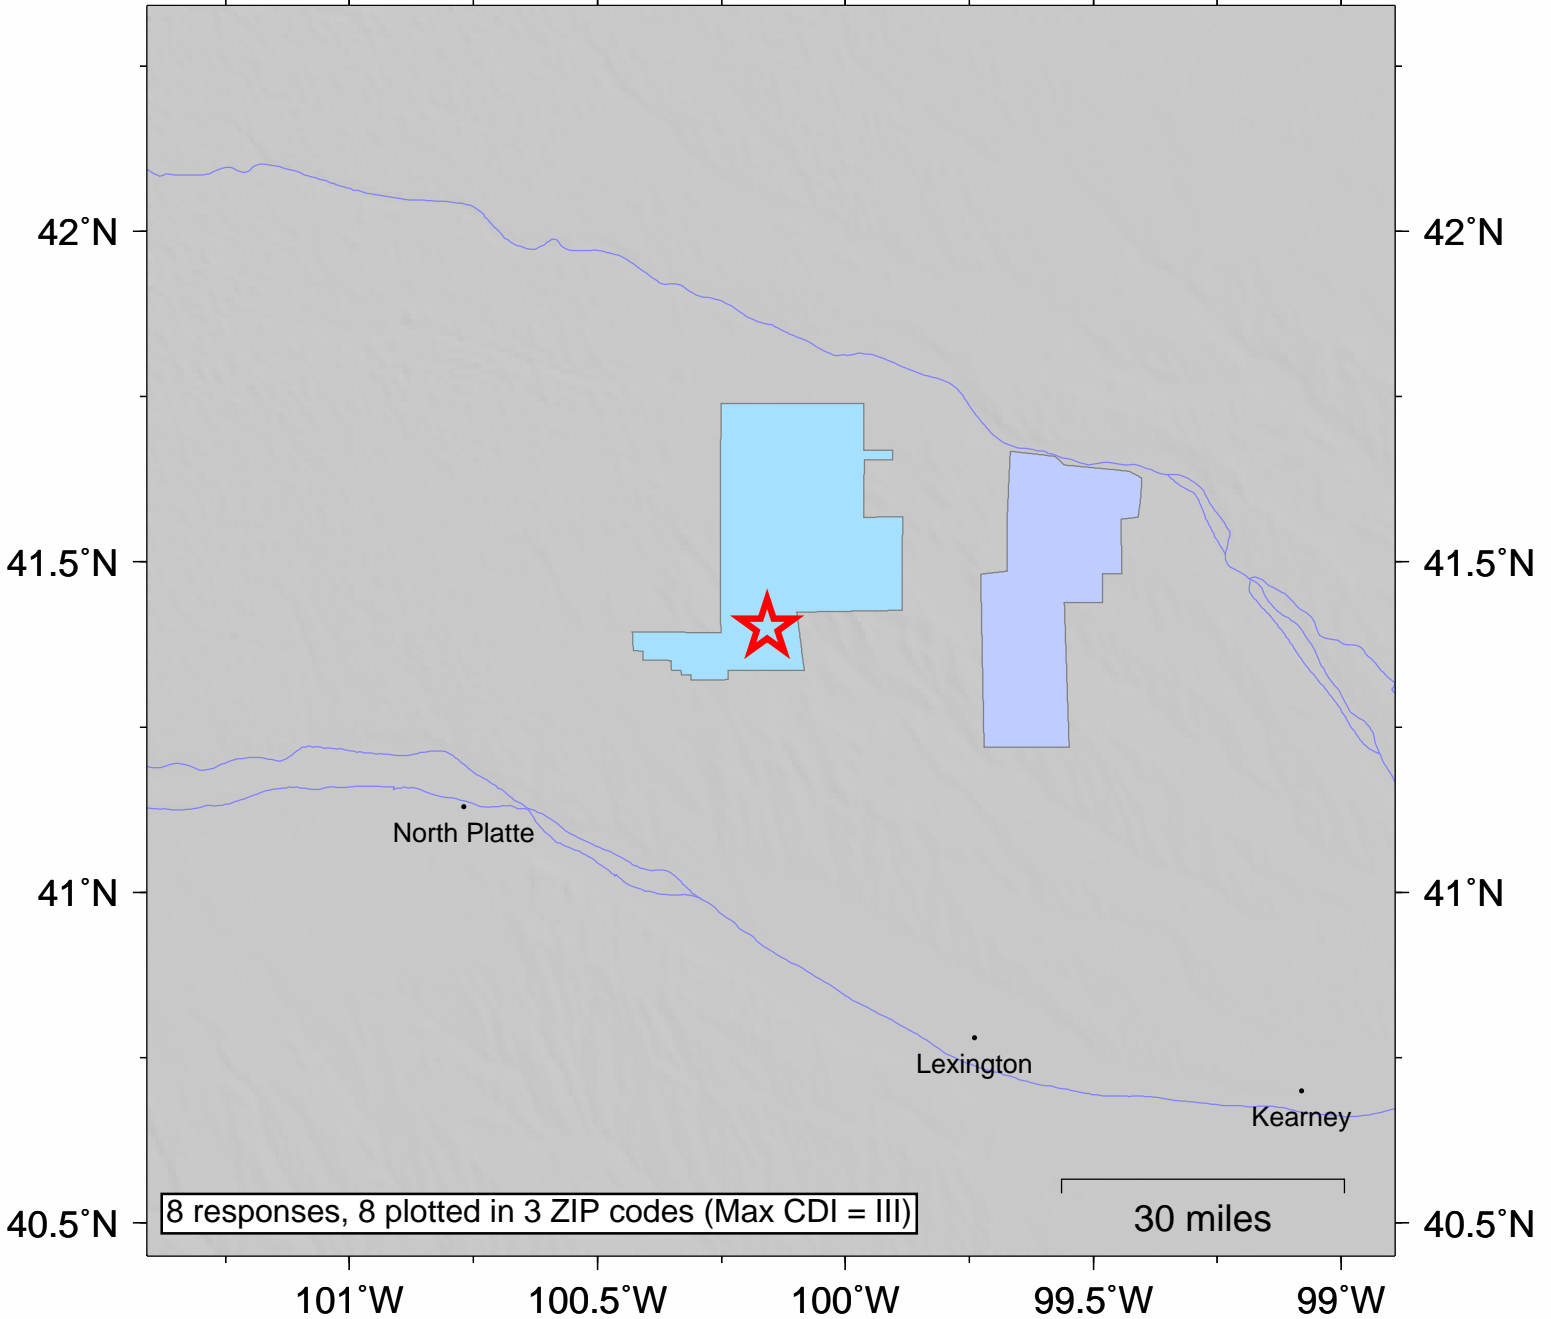 42°N 42°N
41.5°N 41.5°N
North Platte
41°N 41°N
Lexington
Kearney
8 responses, 8 plotted in 3 ZIP codes (Max CDI = III)
30 miles
40.5°N 40.5°N
101°W 100.5°W 100°W 99.5°W 99°W